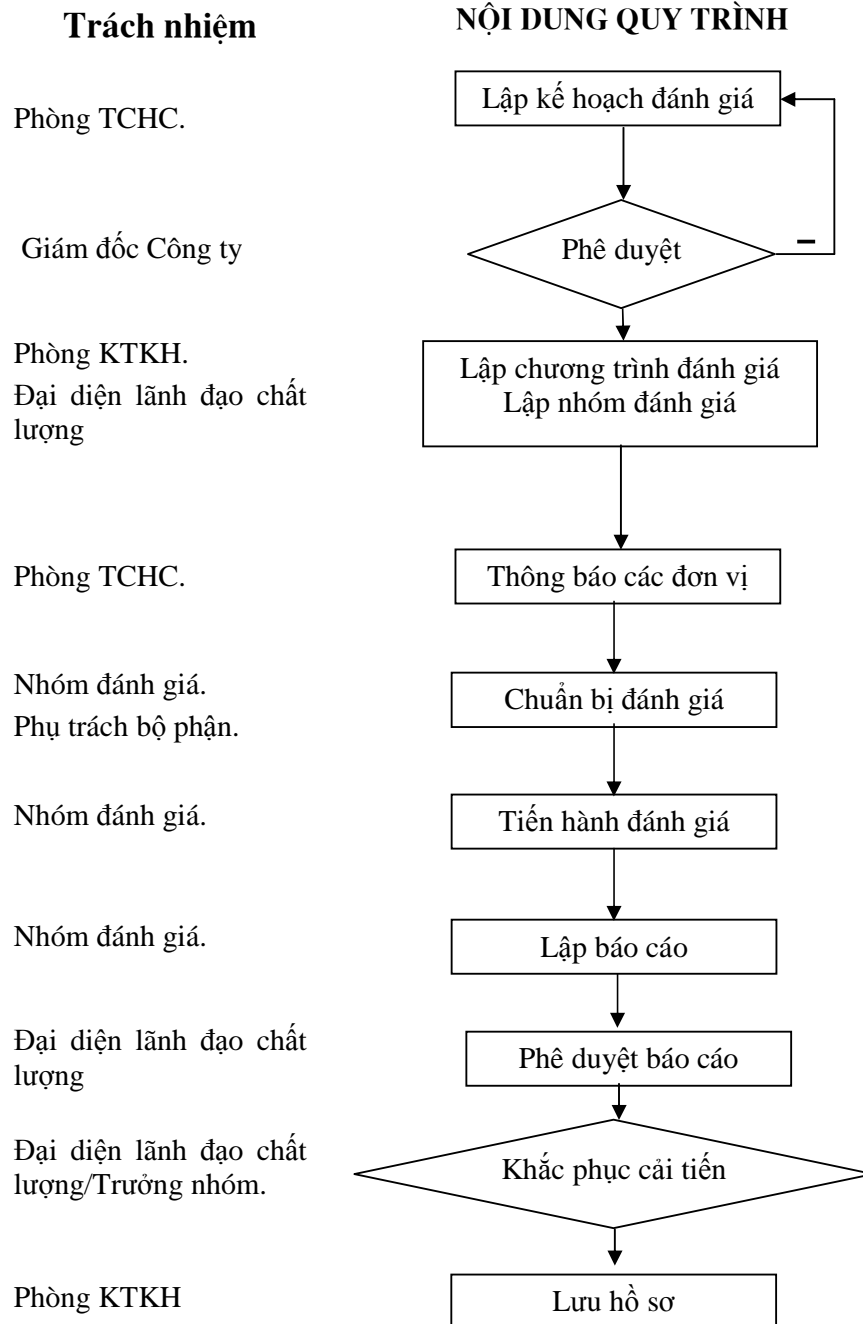 Trách nhiệm
NỘI DUNG QUY TRÌNH
Phòng TCHC.
Lập kế hoạch đánh giá
Giám đốc Công ty
Phê duyệt
–
Phòng KTKH.
Đại diện lãnh đạo chất
lượng
Lập chương trình đánh giá
Lập nhóm đánh giá
Phòng TCHC.
Thông báo các đơn vị
Nhóm đánh giá.
Phụ trách bộ phận.
Chuẩn bị đánh giá
Nhóm đánh giá.
Tiến hành đánh giá
Nhóm đánh giá.
Lập báo cáo
Đại diện lãnh đạo chất
lượng
Phê duyệt báo cáo
Đại diện lãnh đạo chất
lượng/Trưởng nhóm.
Khắc phục cải tiến
Phòng KTKH
Lưu hồ sơ